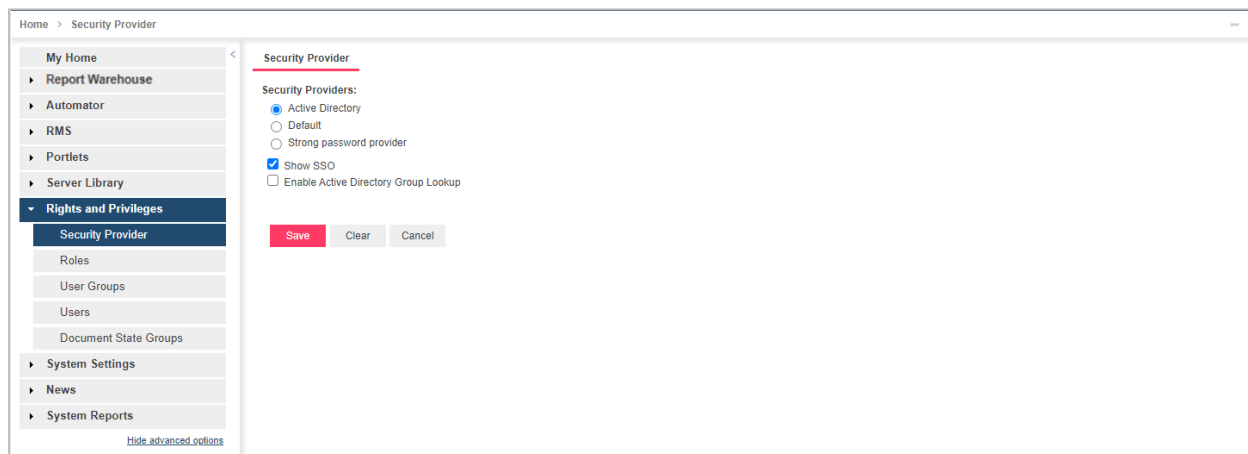 Home > Security Provider
My Home
Report Warehouse
Automator
RMS
Portlets
Server Library
Rights and Privileges
Security Provider
Roles
User Groups
Users
Document State Groups
System Settings
News
System Reports
Hide advanced options
Security Provider
Security Providers:
Active Directory
Default
Strong password provider
Show SSO
Enable Active Directory Group Lookup
Save Clear Cancel